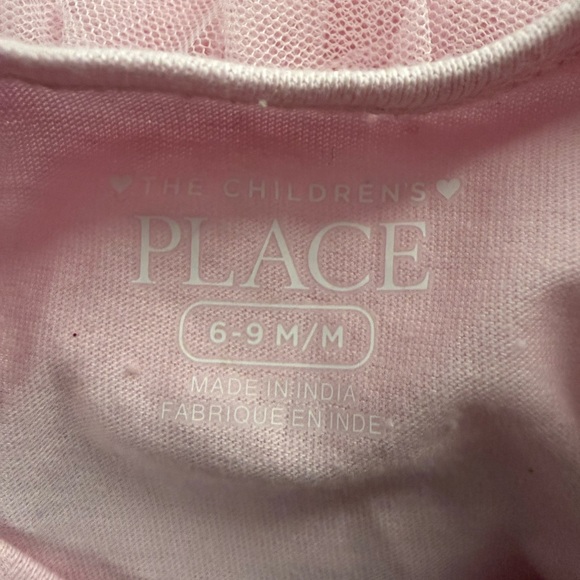 ♥ THE CHILDREN'S ♥
PLACE
6-9 M/M
MADE IN INDIA
FABRIQUE EN INDE